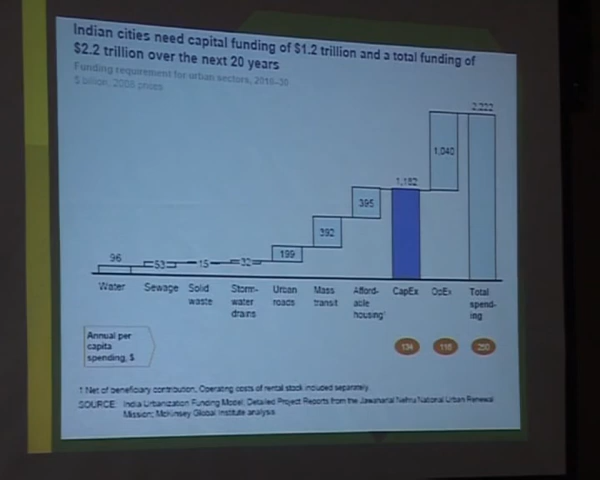 Indian cities need capital funding of $1.2 trillion and a total funding of
$2.2 trillion over the next 20 years
Funding requirement for urban sectors, 2010-30
$ billion, 2008 prices
2,222
1,040
1,182
395
392
199
96
53
15
32
Water
Sewage
Solid
waste
Storm-
water
drains
Urban
roads
Mass
transit
Afford-
able
housing¹
CapEx
OpEx
Total
spend-
ing
Annual per
capita
spending, $
134
116
250
1 Net of beneficiary contribution, Operating costs of rental stock included separately.
SOURCE: India Urbanization Funding Model; Detailed Project Reports from the Jawaharlal Nehru National Urban Renewal
Mission; McKinsey Global Institute analysis